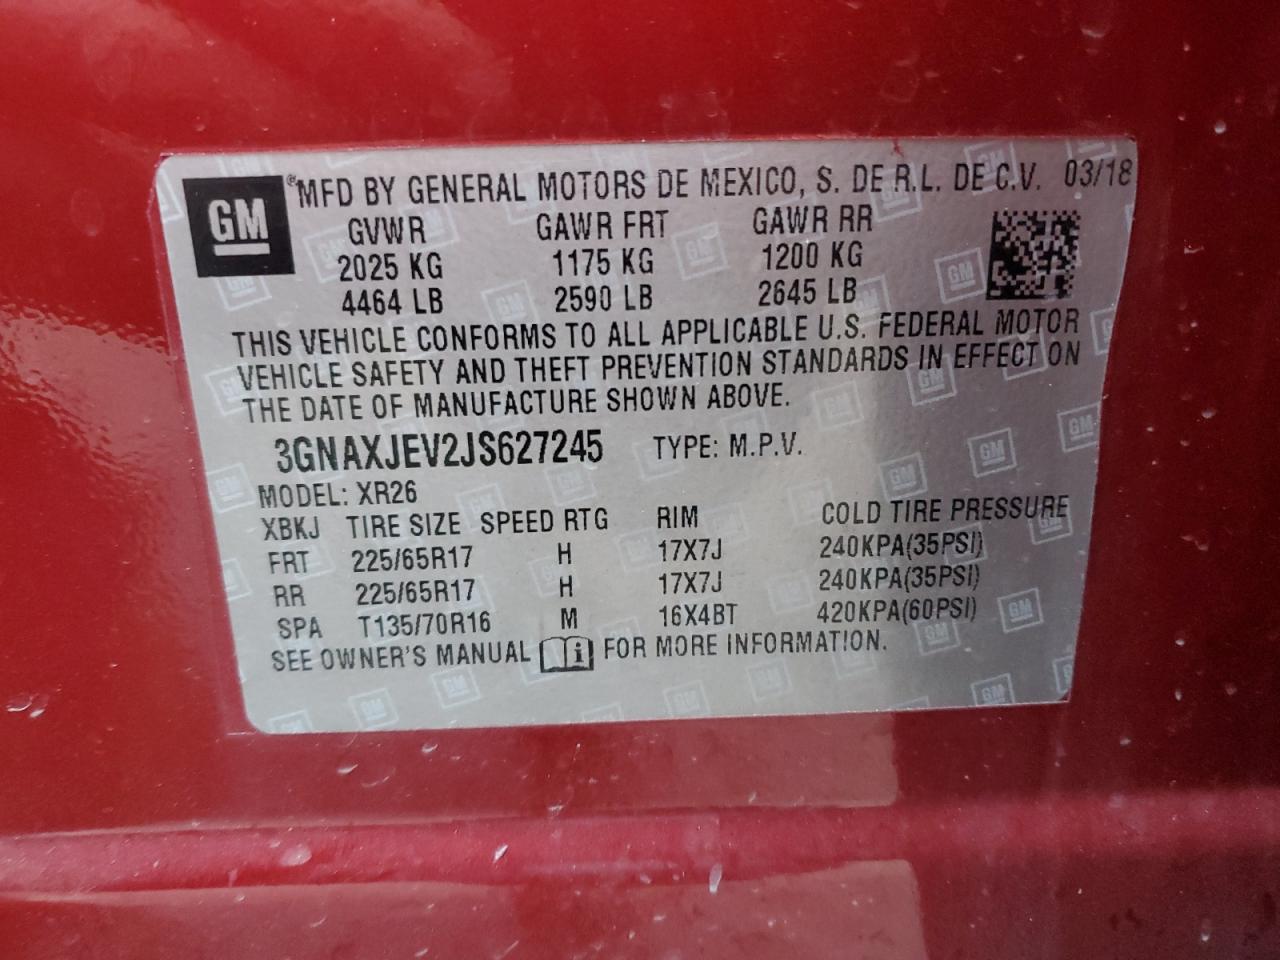 GM ®MFD BY GENERAL MOTORS DE MEXICO, S. DE R.L. DE C.V. 03/18
GVWR GAWR FRT GAWR RR
2025 KG 1175 KG 1200 KG
4464 LB 2590 LB 2645 LB
THIS VEHICLE CONFORMS TO ALL APPLICABLE U.S. FEDERAL MOTOR
VEHICLE SAFETY AND THEFT PREVENTION STANDARDS IN EFFECT ON
THE DATE OF MANUFACTURE SHOWN ABOVE.
3GNAXJEV2JS627245 TYPE: M.P.V.
MODEL: XR26
XBKJ TIRE SIZE SPEED RTG RIM COLD TIRE PRESSURE
FRT 225/65R17 H 17X7J 240KPA(35PSI)
RR 225/65R17 H 17X7J 240KPA(35PSI)
SPA T135/70R16 M 16X4BT 420KPA(60PSI)
SEE OWNER'S MANUAL i FOR MORE INFORMATION.